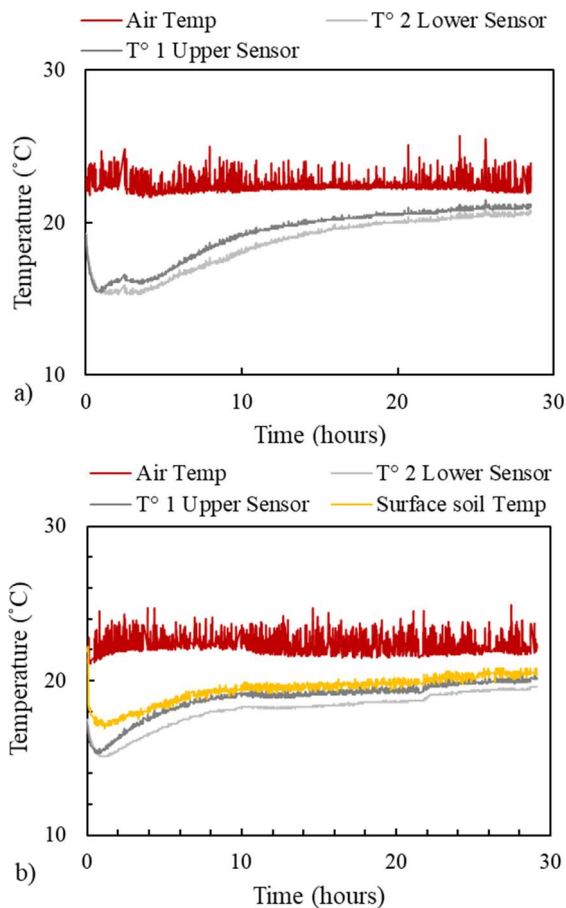 Air Temp T° 2 Lower Sensor
T° 1 Upper Sensor
30
20
10
Temperature (˚C)
a)
0 10 20 30
Time (hours)
Air Temp T° 2 Lower Sensor
T° 1 Upper Sensor Surface soil Temp
30
20
10
Temperature (˚C)
b)
0 10 20 30
Time (hours)